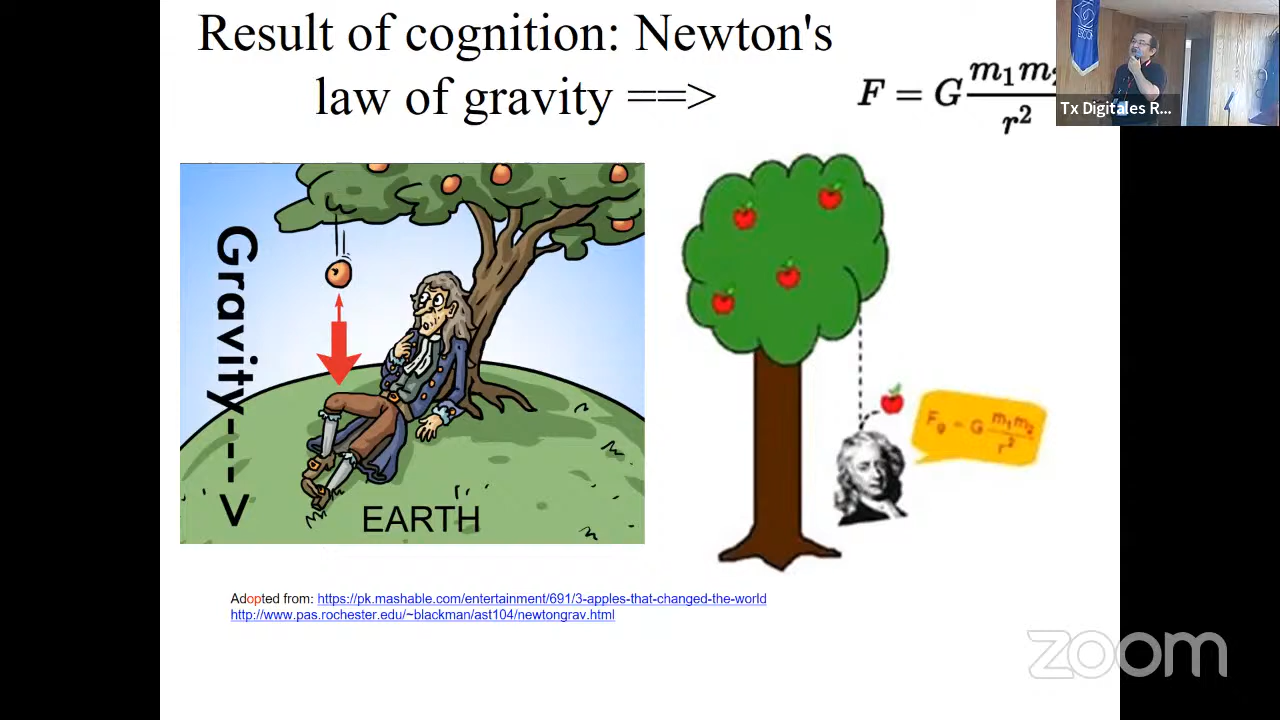 Result of cognition: Newton's
law of gravity ==>
F = G m₁m / r²
Tx Digitales R...
Gravity--->
EARTH
F_g = G m₁m₂ / r²
Adopted from: https://pk.mashable.com/entertainment/691/3-apples-that-changed-the-world
http://www.pas.rochester.edu/~blackman/ast104/newtongrav.html
zoom